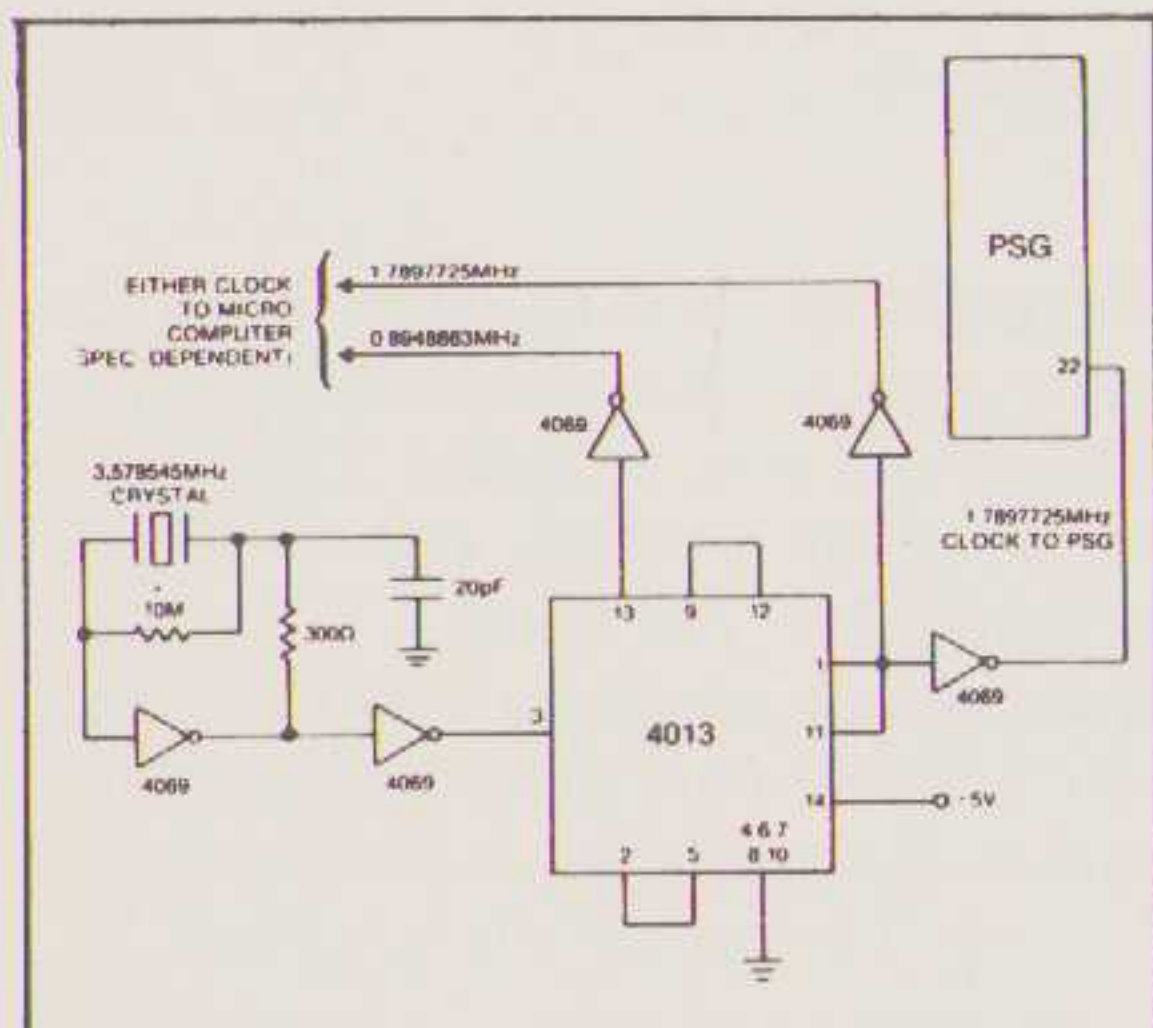 PSG
22
1.7897725MHz
EITHER CLOCK
TO MICRO
COMPUTER
SPEC DEPENDENT)
0.8948863MHz
4069
4069
3.579545MHz
CRYSTAL
10M
300Ω
20pF
1.7897725MHz
CLOCK TO PSG
13
9
12
1
4069
3
4013
11
4069
4069
14
- 5V
4 6 7
2
5
8 10